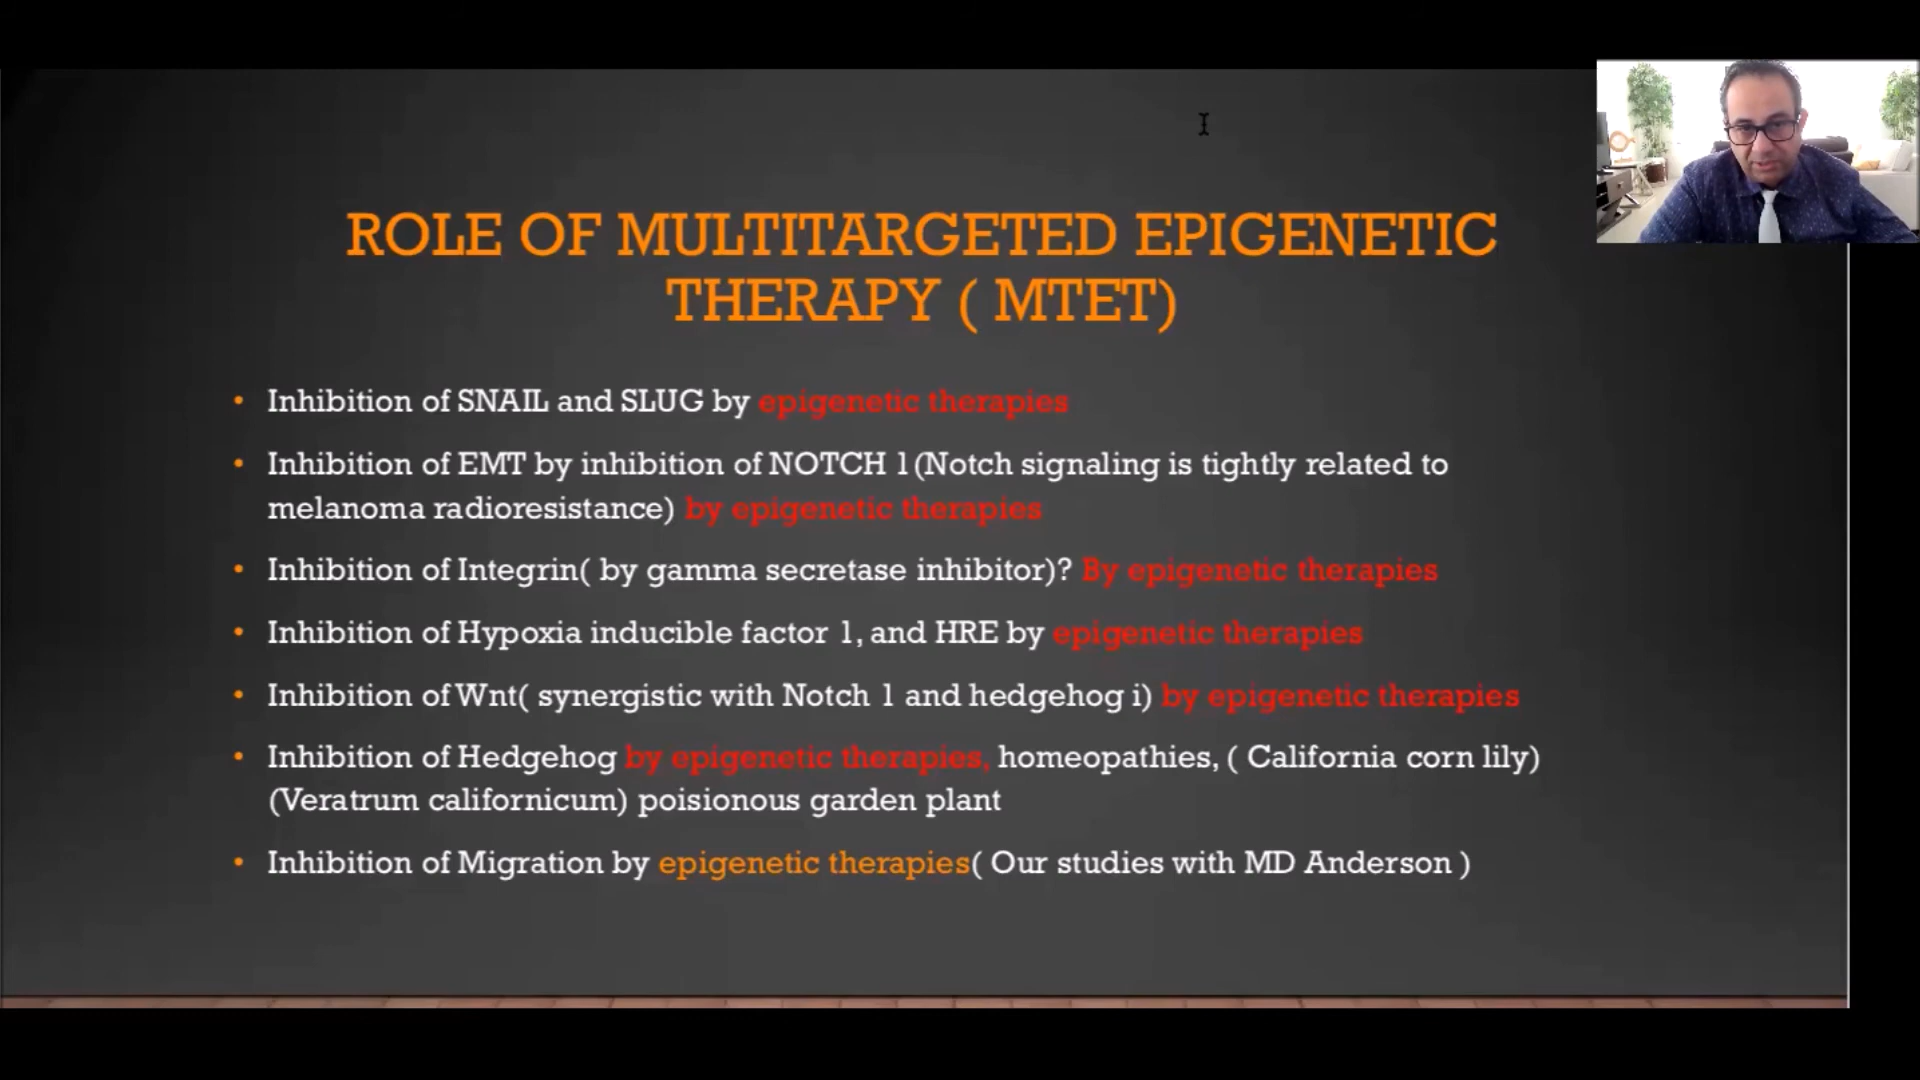 ROLE OF MULTITARGETED EPIGENETIC
THERAPY ( MTET)
• Inhibition of SNAIL and SLUG by epigenetic therapies
• Inhibition of EMT by inhibition of NOTCH 1(Notch signaling is tightly related to
melanoma radioresistance) by epigenetic therapies
• Inhibition of Integrin( by gamma secretase inhibitor)? By epigenetic therapies
• Inhibition of Hypoxia inducible factor 1, and HRE by epigenetic therapies
• Inhibition of Wnt( synergistic with Notch 1 and hedgehog i) by epigenetic therapies
• Inhibition of Hedgehog by epigenetic therapies, homeopathies, ( California corn lily)
(Veratrum californicum) poisionous garden plant
• Inhibition of Migration by epigenetic therapies( Our studies with MD Anderson )